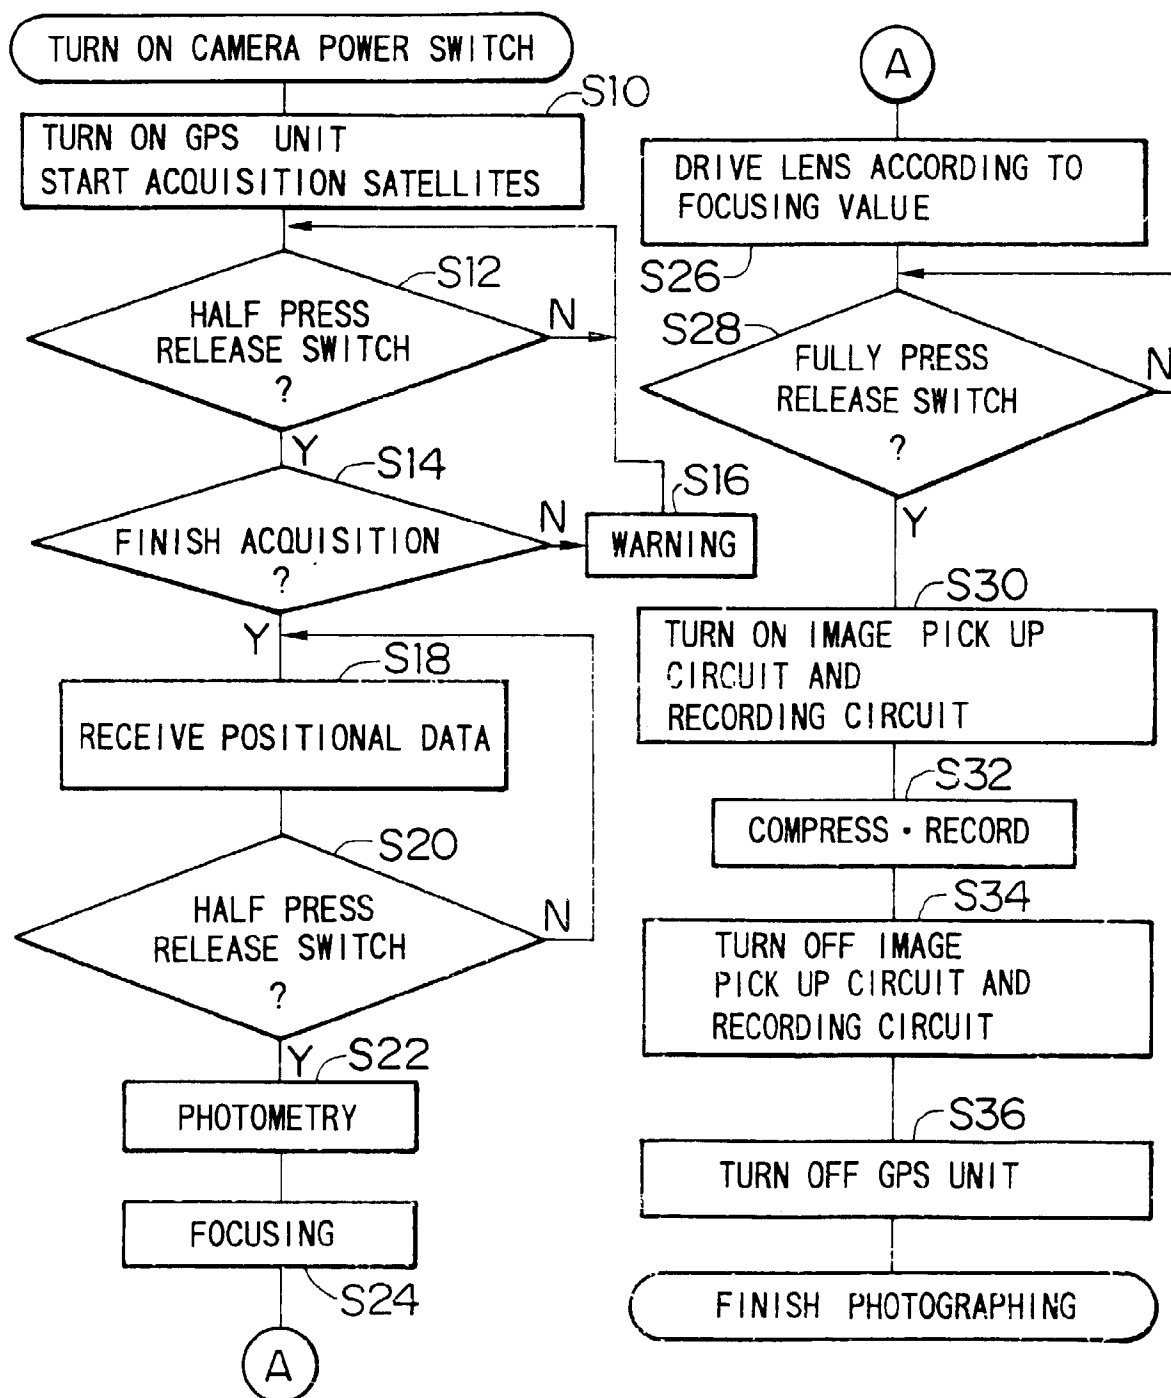 TURN ON CAMERA POWER SWITCH
S10
TURN ON GPS UNIT
START ACQUISITION SATELLITES
S12
HALF PRESS
RELEASE SWITCH
?
N
Y
S14
FINISH ACQUISITION
?
N
S16
WARNING
Y
S18
RECEIVE POSITIONAL DATA
S20
HALF PRESS
RELEASE SWITCH
?
N
Y
S22
PHOTOMETRY
FOCUSING
S24
A
A
DRIVE LENS ACCORDING TO
FOCUSING VALUE
S26
S28
FULLY PRESS
RELEASE SWITCH
?
N
Y
S30
TURN ON IMAGE PICK UP
CIRCUIT AND
RECORDING CIRCUIT
S32
COMPRESS · RECORD
S34
TURN OFF IMAGE
PICK UP CIRCUIT AND
RECORDING CIRCUIT
S36
TURN OFF GPS UNIT
FINISH PHOTOGRAPHING